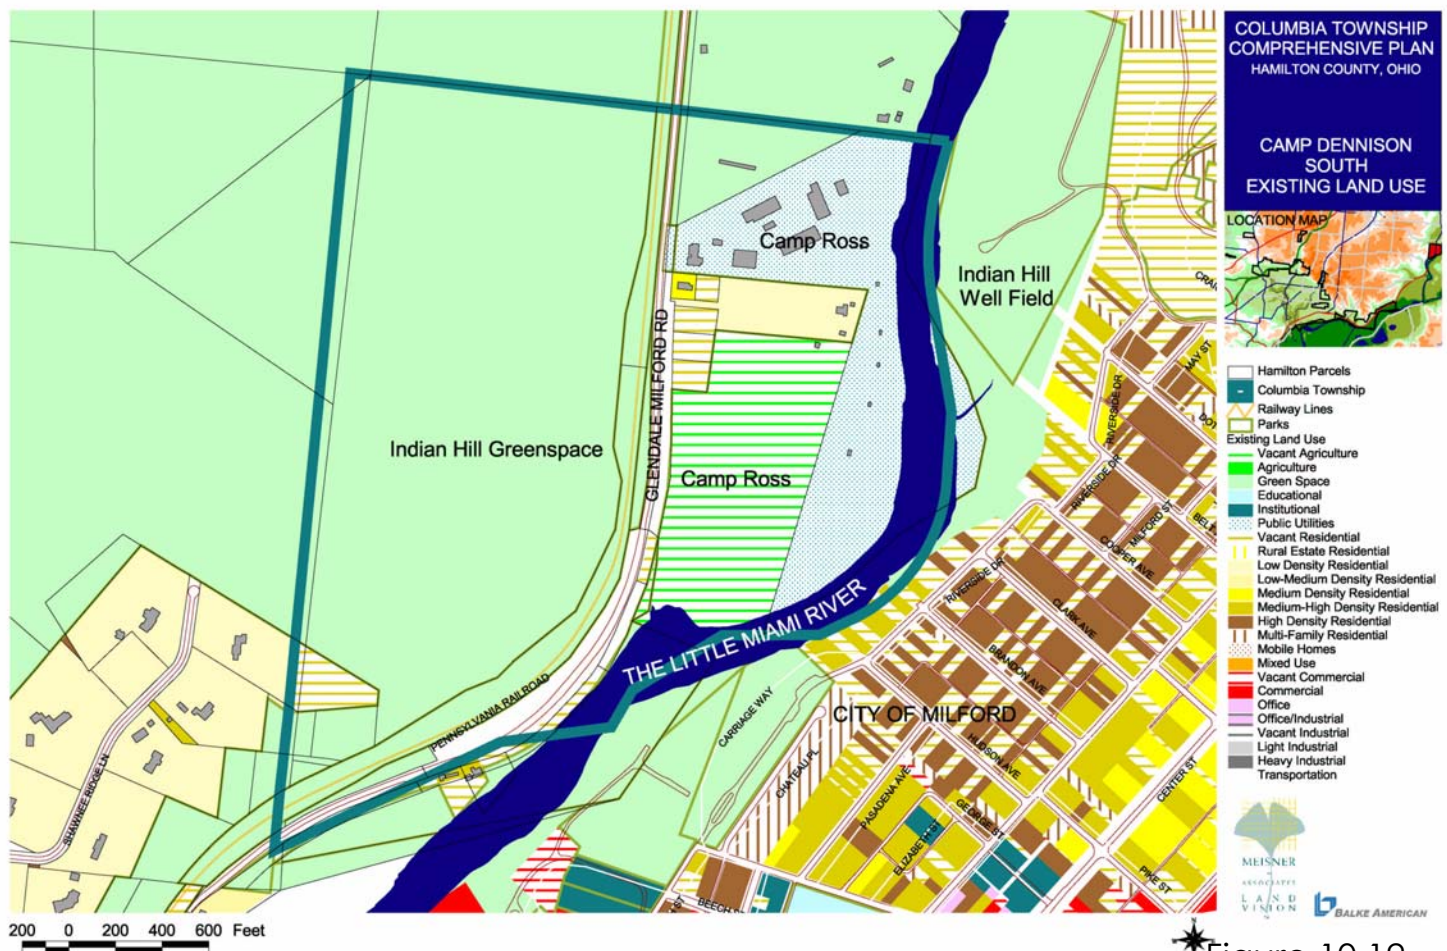 COLUMBIA TOWNSHIP
COMPREHENSIVE PLAN
HAMILTON COUNTY, OHIO
CAMP DENNISON
SOUTH
EXISTING LAND USE
LOCATION MAP
Hamilton Parcels
Columbia Township
Railway Lines
Parks
Existing Land Use
Vacant Agriculture
Agriculture
Green Space
Educational
Institutional
Public Utilities
Vacant Residential
Rural Estate Residential
Low Density Residential
Low-Medium Density Residential
Medium Density Residential
Medium-High Density Residential
High Density Residential
Multi-Family Residential
Mobile Homes
Mixed Use
Vacant Commercial
Commercial
Office
Office/Industrial
Vacant Industrial
Light Industrial
Heavy Industrial
Transportation
MEISNER
ASSOCIATES
LAND
VISION
BALKE AMERICAN
Camp Ross
Indian Hill
Well Field
Indian Hill Greenspace
GLENDALE MILFORD RD
Camp Ross
THE LITTLE MIAMI RIVER
PENNSYLVANIA RAILROAD
SHAWNEE RIDGE LN
CITY OF MILFORD
CARRIAGE WAY
CHATEAU PL
RIVERSIDE DR
RIVERSIDE DR
RIVERSIDE DR
MAY ST
MILFORD ST
COOPER AVE
CLARK AVE
BRANDON AVE
HUDSON AVE
PASADENA AVE
GEORGE ST
ELIZABETH ST
CENTER ST
PIKE ST
BEECH
200 0 200 400 600 Feet
N
Figure 10.10